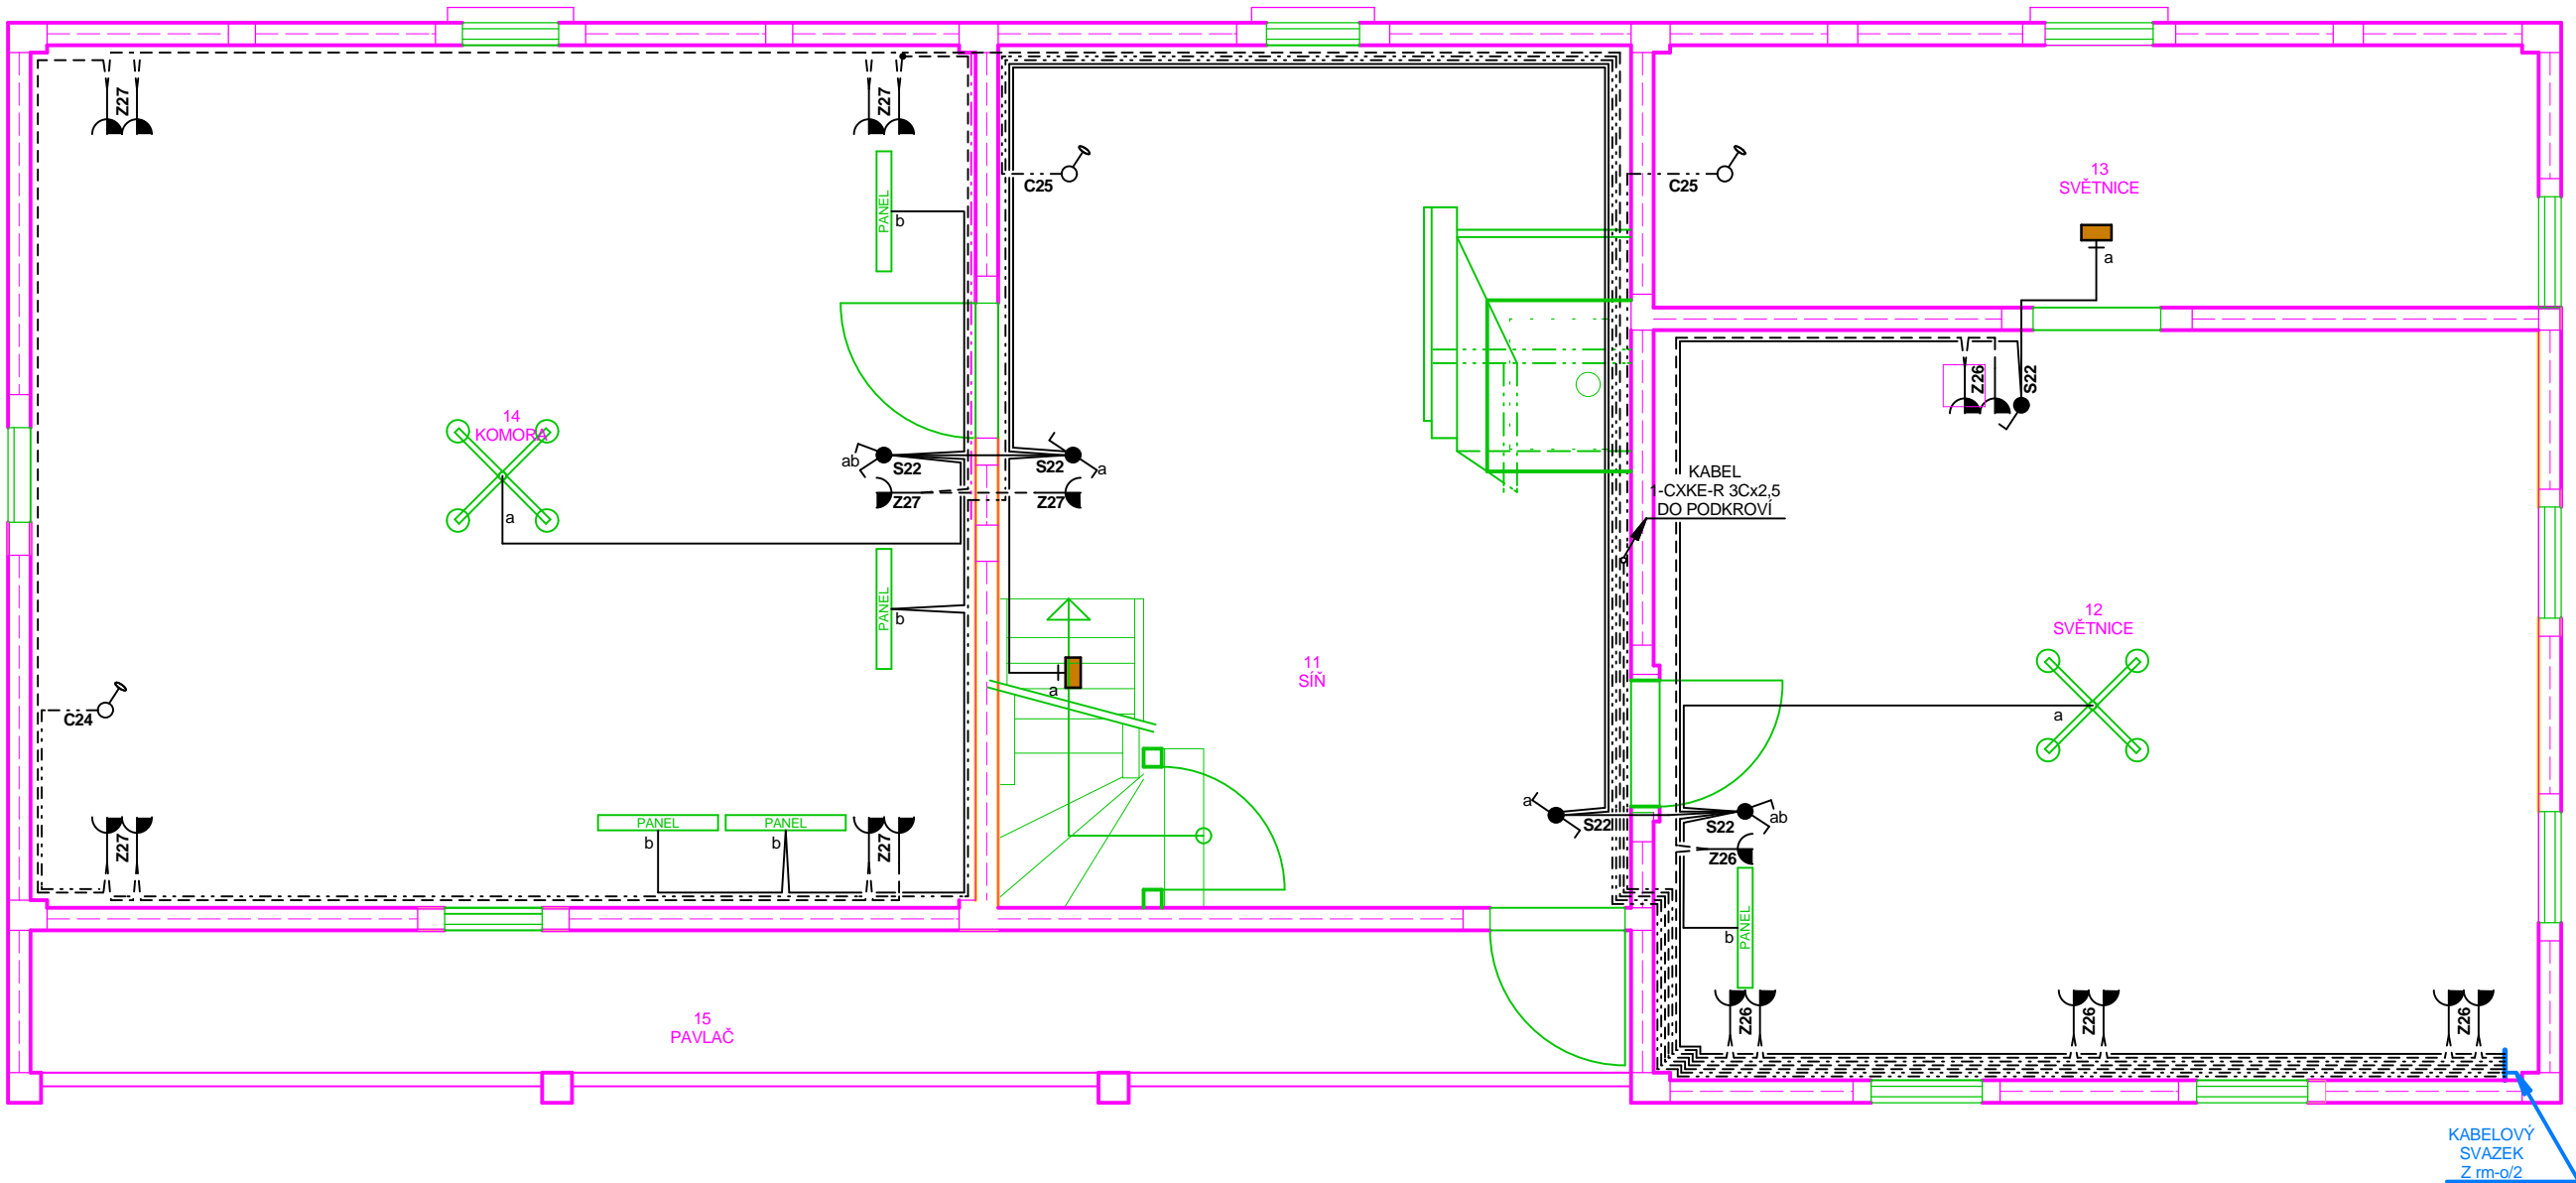 Z27
Z27
C25
C25
13
SVĚTNICE
PANEL
b
a
14
KOMORA
Z26
S22
ab
S22
S22
a
Z27
Z27
a
KABEL
1-CXKE-R 3Cx2,5
DO PODKROVÍ
PANEL
b
12
SVĚTNICE
11
SÍŇ
a
C24
a
PANEL
PANEL
b
b
Z27
Z27
a
S22
S22
ab
Z26
PANEL
b
15
PAVLAČ
Z26
Z26
Z26
KABELOVÝ
SVAZEK
Z rm-o/2